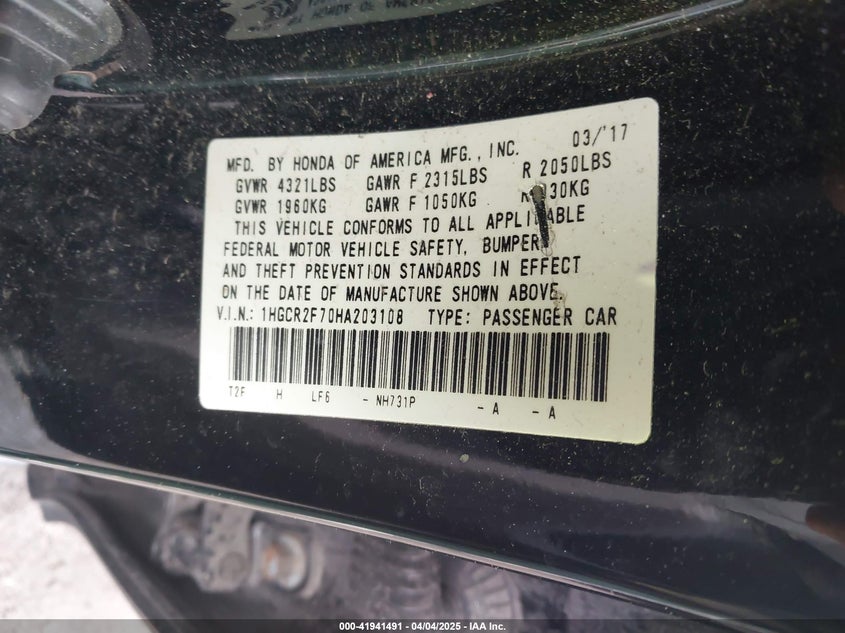 03/'17
MFD. BY HONDA OF AMERICA MFG., INC.
GVWR 4321LBS GAWR F 2315LBS R 2050LBS
GVWR 1960KG GAWR F 1050KG 930KG
THIS VEHICLE CONFORMS TO ALL APPLICABLE
FEDERAL MOTOR VEHICLE SAFETY, BUMPER
AND THEFT PREVENTION STANDARDS IN EFFECT
ON THE DATE OF MANUFACTURE SHOWN ABOVE.
V.I.N.: 1HGCR2F70HA203108 TYPE: PASSENGER CAR
T2F H LF6 - NH731P - A - A
000-41941491 - 04/04/2025 - IAA Inc.